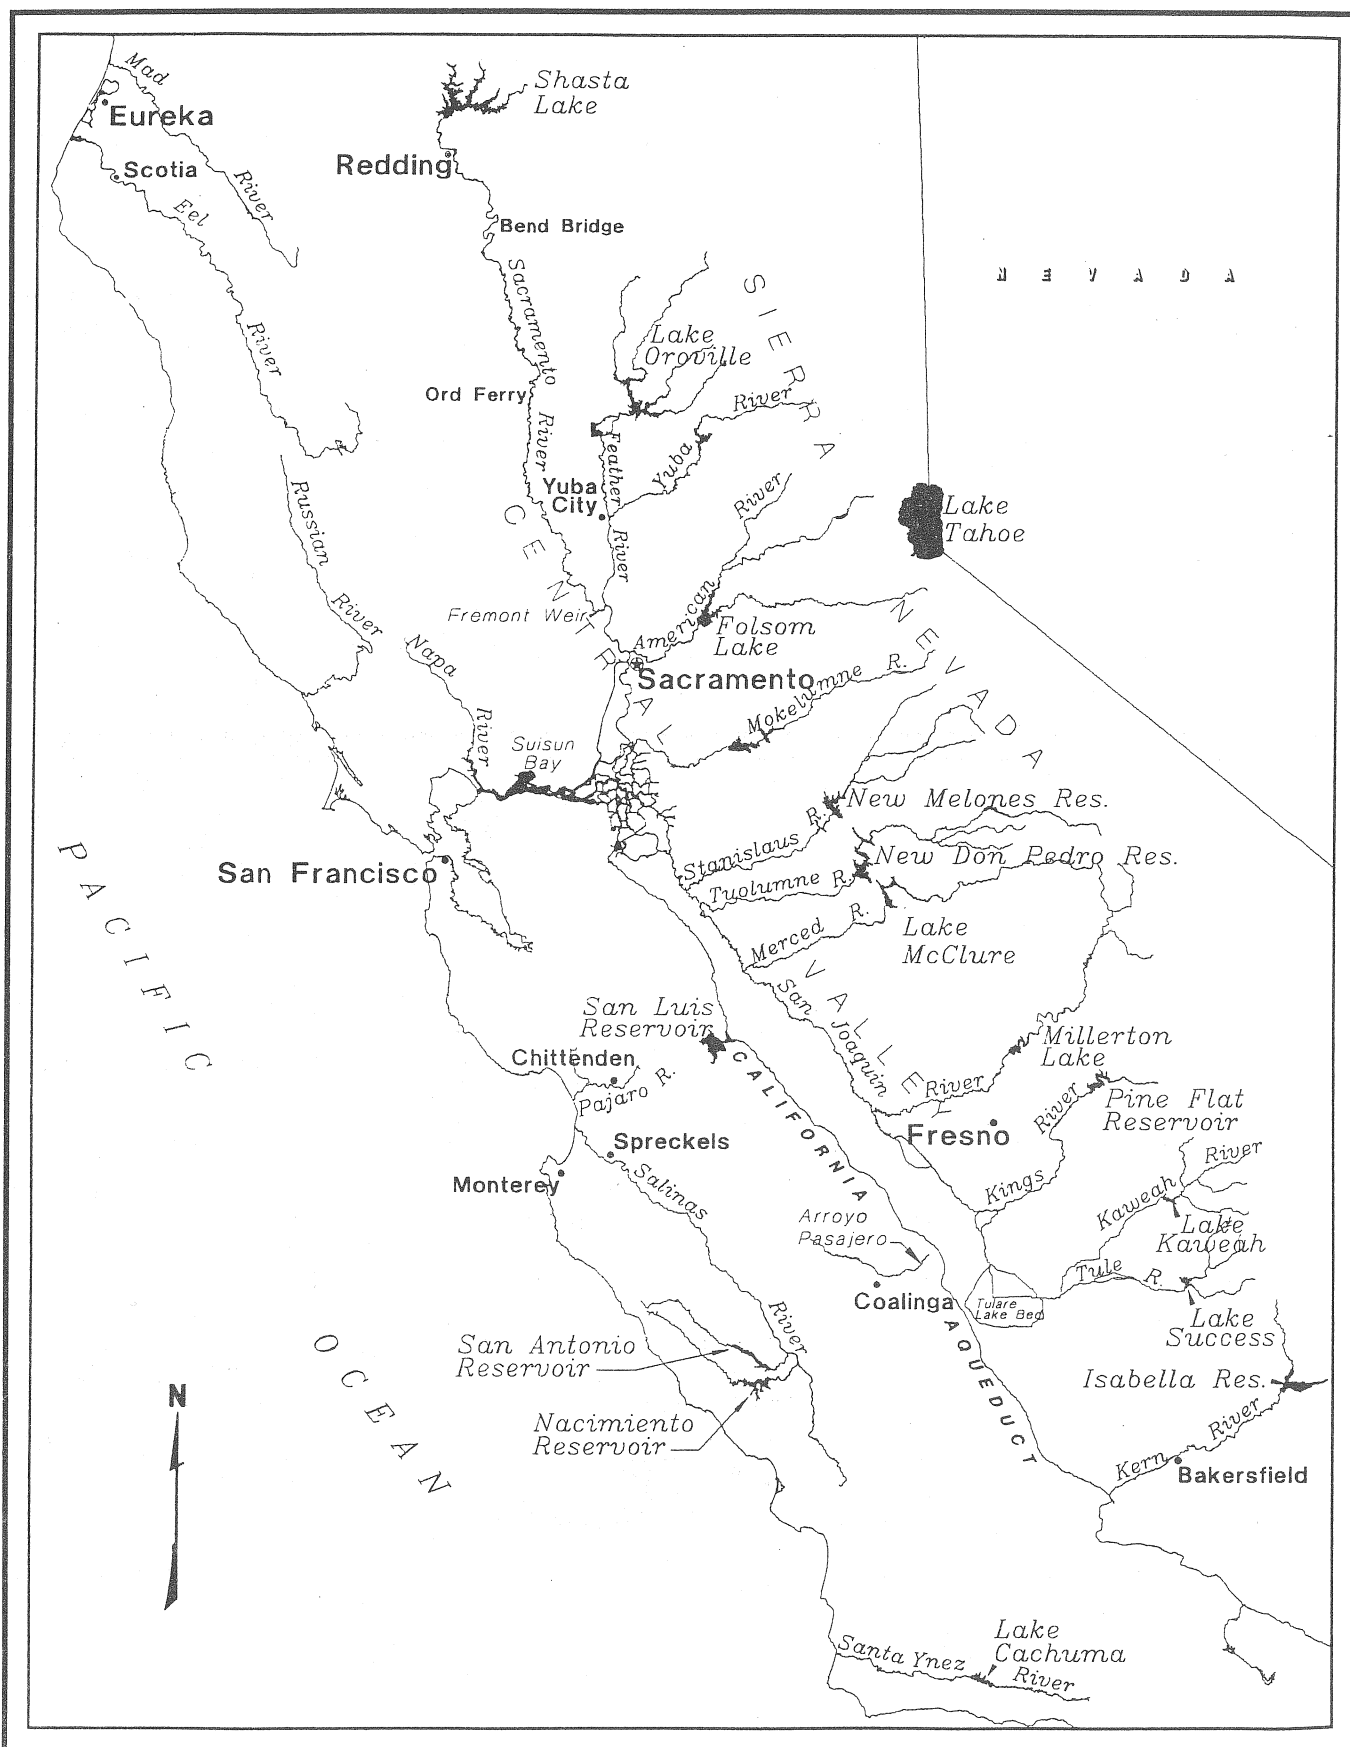 Mad
River
Shasta
Lake
Eureka
Redding
Scotia
Eel
River
Bend Bridge
NEVADA
Sacramento
River
SIERRA
NEVADA
Lake
Oroville
Ord Ferry
River
Yuba
Feather
River
Yuba
City
Russian
River
River
American
Lake
Tahoe
CENTRAL
VALLEY
Fremont Weir
Folsom
Lake
Napa
River
Sacramento
Mokelumne R.
Suisun
Bay
New Melones Res.
Stanislaus R.
New Don Pedro Res.
Tuolumne R.
San Francisco
PACIFIC
OCEAN
Merced R.
Lake
McClure
San Joaquin
River
San Luis
Reservoir
Millerton
Lake
Chittenden
Pajaro R.
CALIFORNIA
AQUEDUCT
River
Kings
Pine Flat
Reservoir
Fresno
Spreckels
Monterey
Salinas
River
River
Kaweah
Lake
Kaweah
Arroyo
Pasajero
Tule R.
Coalinga
Tulare
Lake Bed
Lake
Success
San Antonio
Reservoir
Isabella Res.
N
Nacimiento
Reservoir
River
Kern
Bakersfield
Lake
Cachuma
Santa Ynez
River